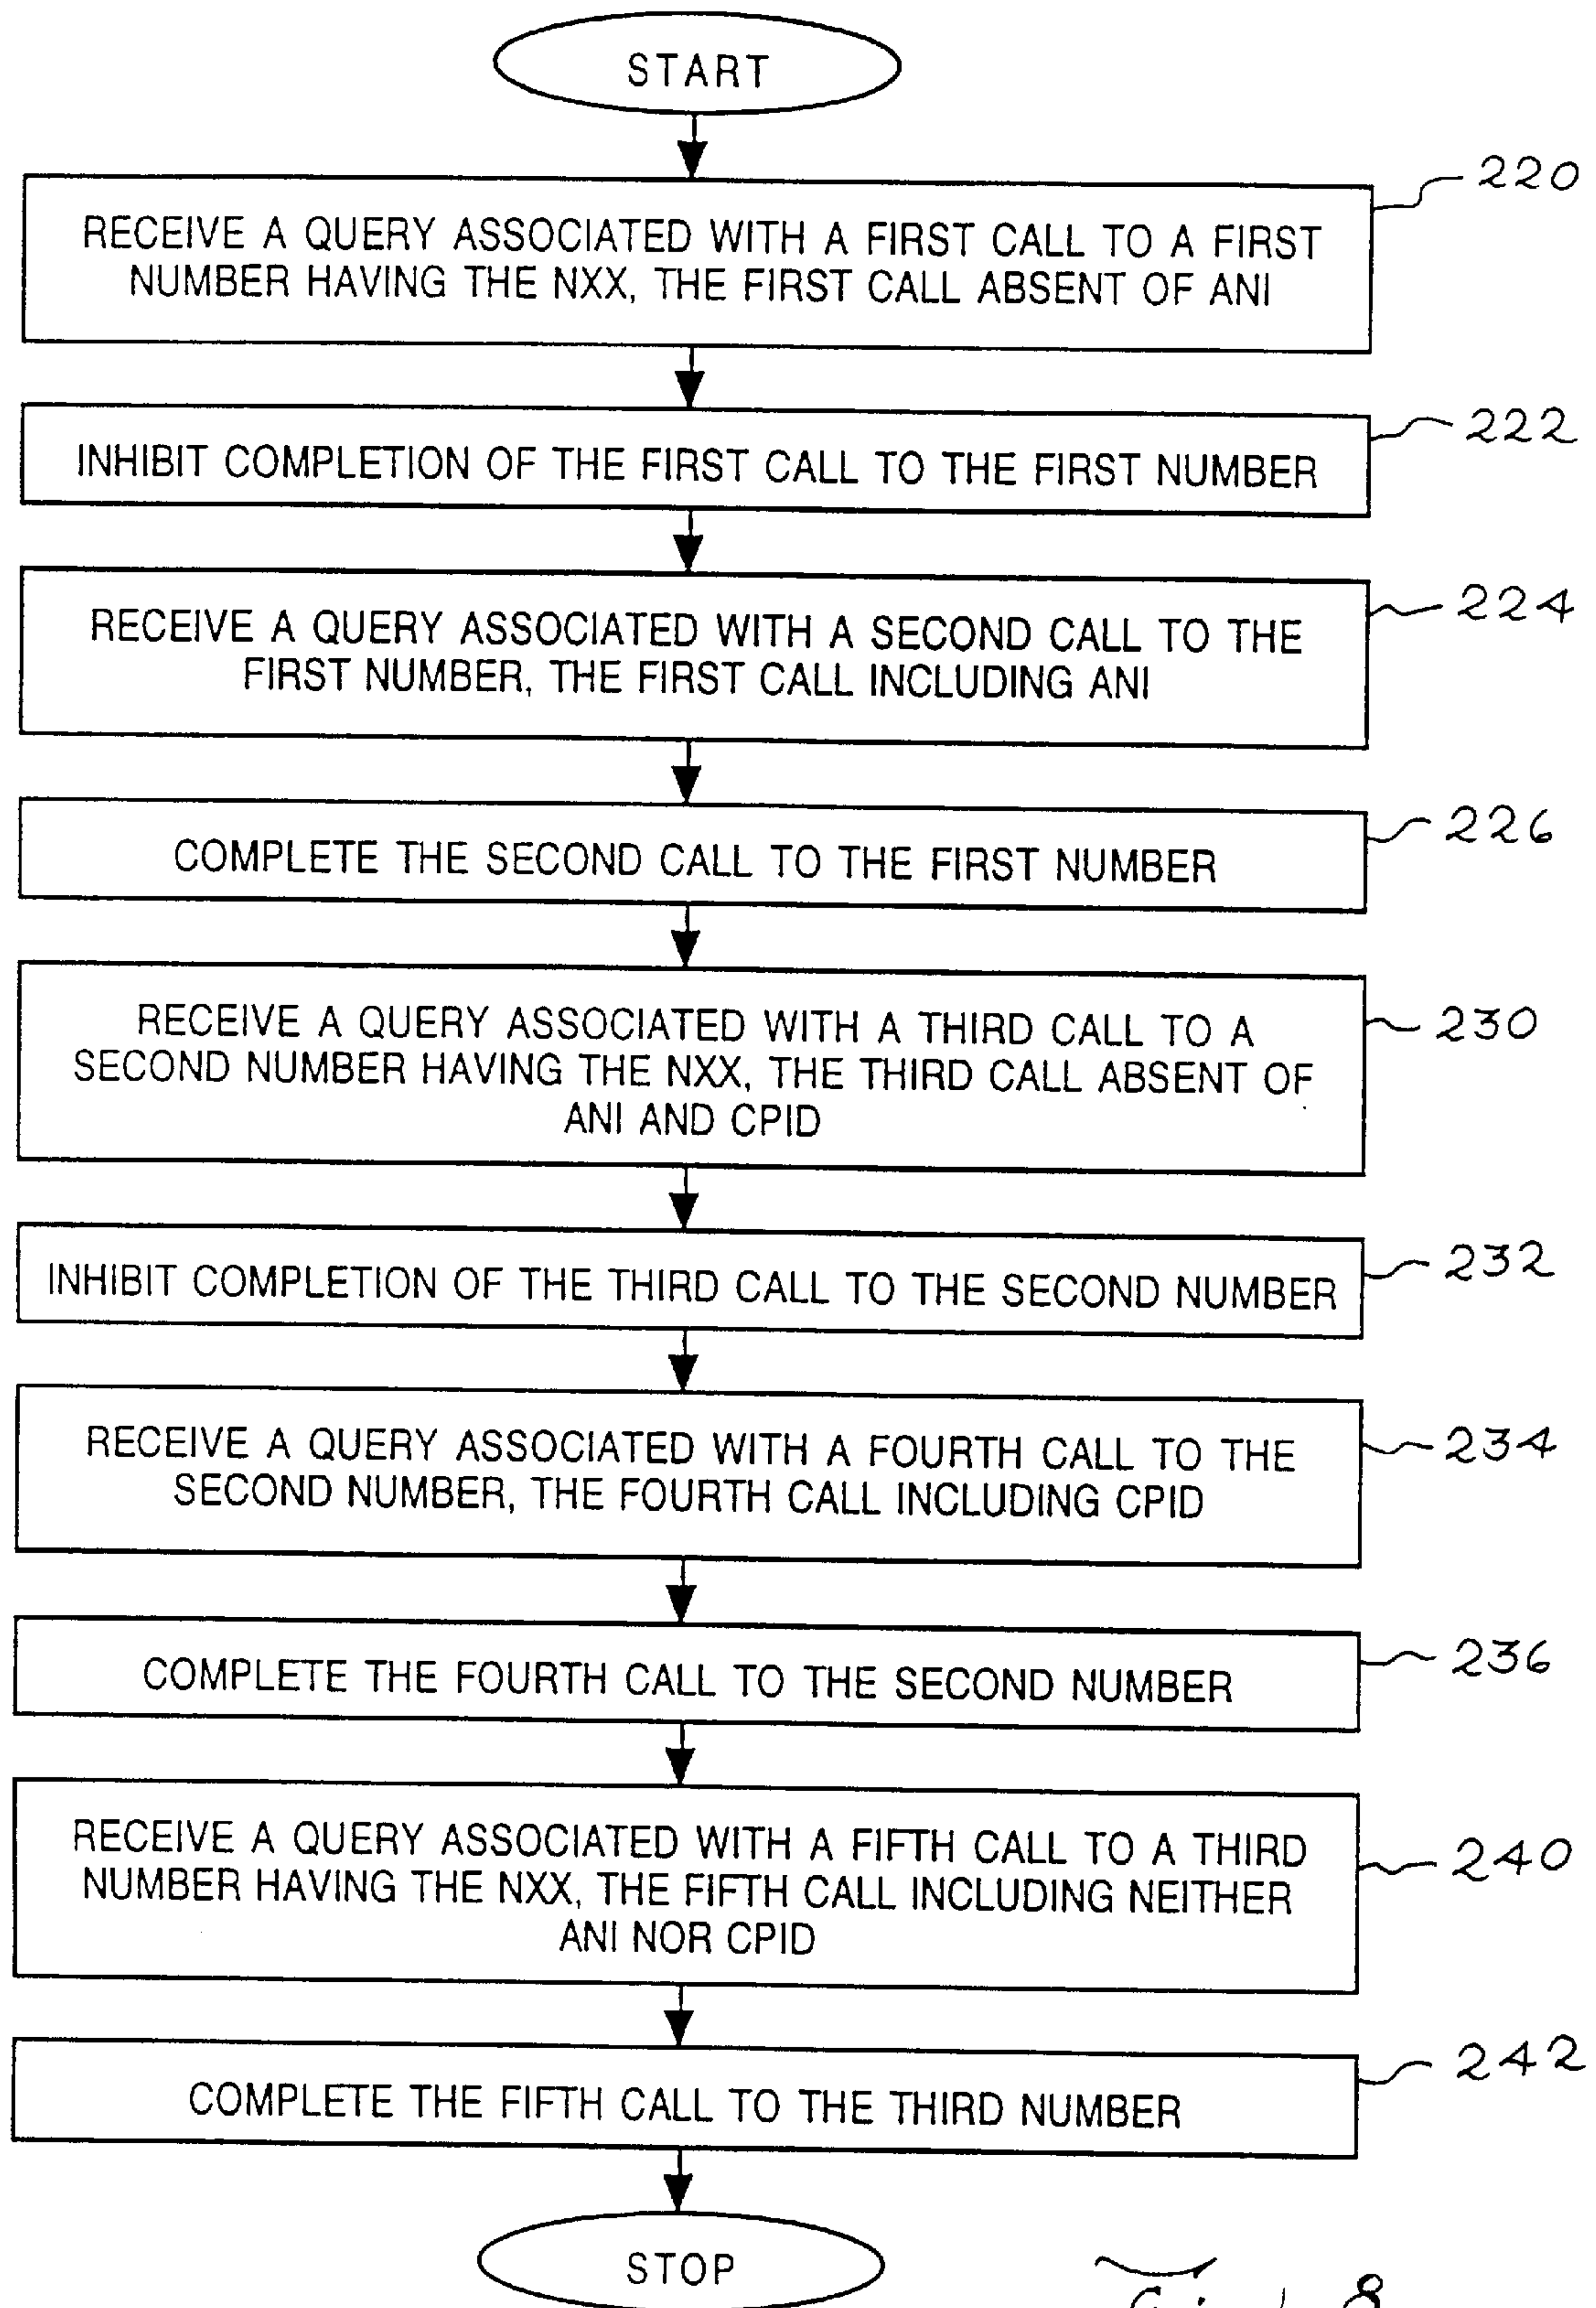 START
220
RECEIVE A QUERY ASSOCIATED WITH A FIRST CALL TO A FIRST
NUMBER HAVING THE NXX, THE FIRST CALL ABSENT OF ANI
222
INHIBIT COMPLETION OF THE FIRST CALL TO THE FIRST NUMBER
224
RECEIVE A QUERY ASSOCIATED WITH A SECOND CALL TO THE
FIRST NUMBER, THE FIRST CALL INCLUDING ANI
226
COMPLETE THE SECOND CALL TO THE FIRST NUMBER
230
RECEIVE A QUERY ASSOCIATED WITH A THIRD CALL TO A
SECOND NUMBER HAVING THE NXX, THE THIRD CALL ABSENT OF
ANI AND CPID
232
INHIBIT COMPLETION OF THE THIRD CALL TO THE SECOND NUMBER
234
RECEIVE A QUERY ASSOCIATED WITH A FOURTH CALL TO THE
SECOND NUMBER, THE FOURTH CALL INCLUDING CPID
236
COMPLETE THE FOURTH CALL TO THE SECOND NUMBER
240
RECEIVE A QUERY ASSOCIATED WITH A FIFTH CALL TO A THIRD
NUMBER HAVING THE NXX, THE FIFTH CALL INCLUDING NEITHER
ANI NOR CPID
242
COMPLETE THE FIFTH CALL TO THE THIRD NUMBER
STOP